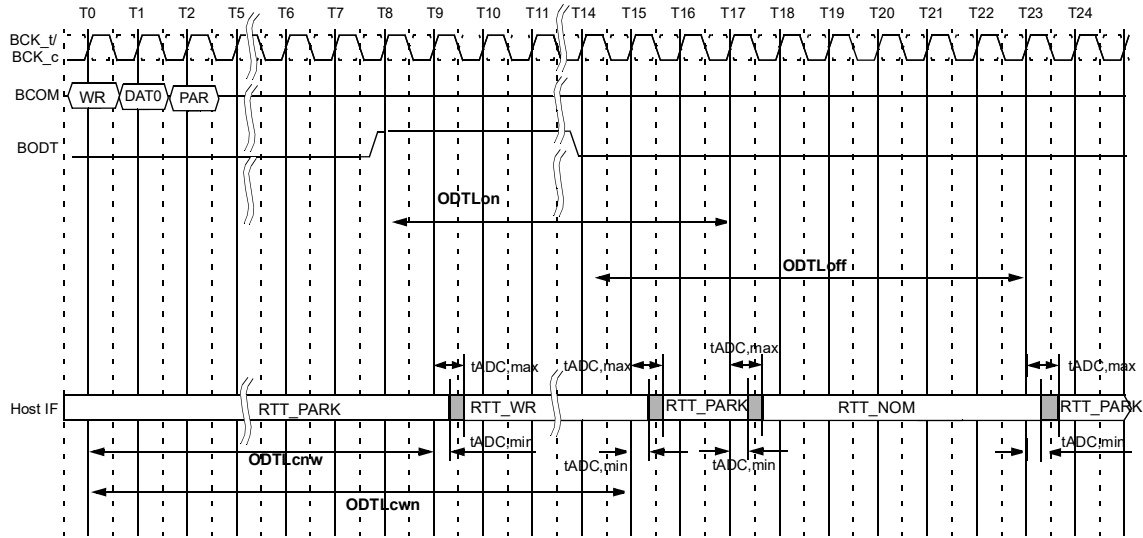 T0 T1 T2 T5 T6 T7 T8 T9 T10 T11 T14 T15 T16 T17 T18 T19 T20 T21 T22 T23 T24
BCK_t/
BCK_c
BCOM WR DAT0 PAR
BODT
ODTLon
ODTLoff
tADC,max tADC,max tADC,max tADC,max
Host IF RTT_PARK RTT_WR RTT_PARK RTT_NOM RTT_PARK
tADC,min tADC,min tADC,min tADC,min
ODTLcnw
ODTLcwn